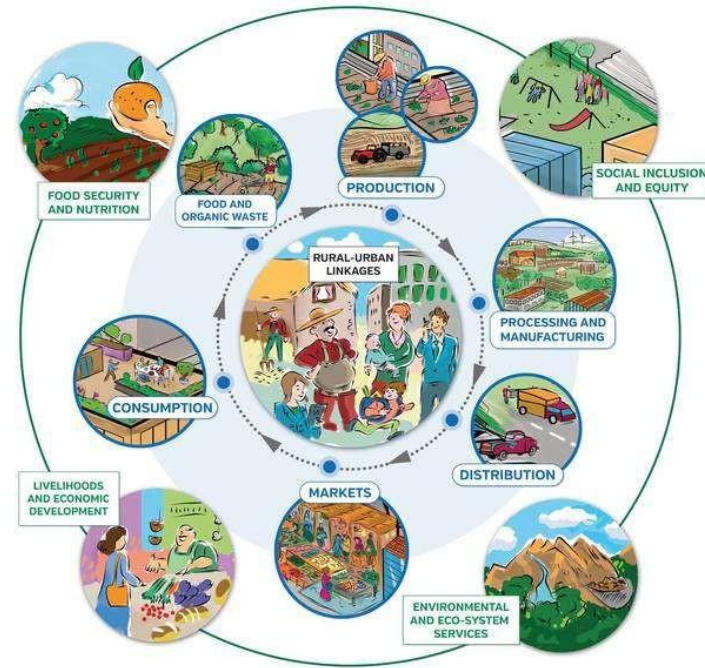 PRODUCTION
FOOD SECURITY
AND NUTRITION
FOOD AND
ORGANIC WASTE
SOCIAL INCLUSION
AND EQUITY
RURAL-URBAN
LINKAGES
PROCESSING AND
MANUFACTURING
CONSUMPTION
DISTRIBUTION
LIVELIHOODS
AND ECONOMIC
DEVELOPMENT
MARKETS
ENVIRONMENTAL
AND ECO-SYSTEM
SERVICES